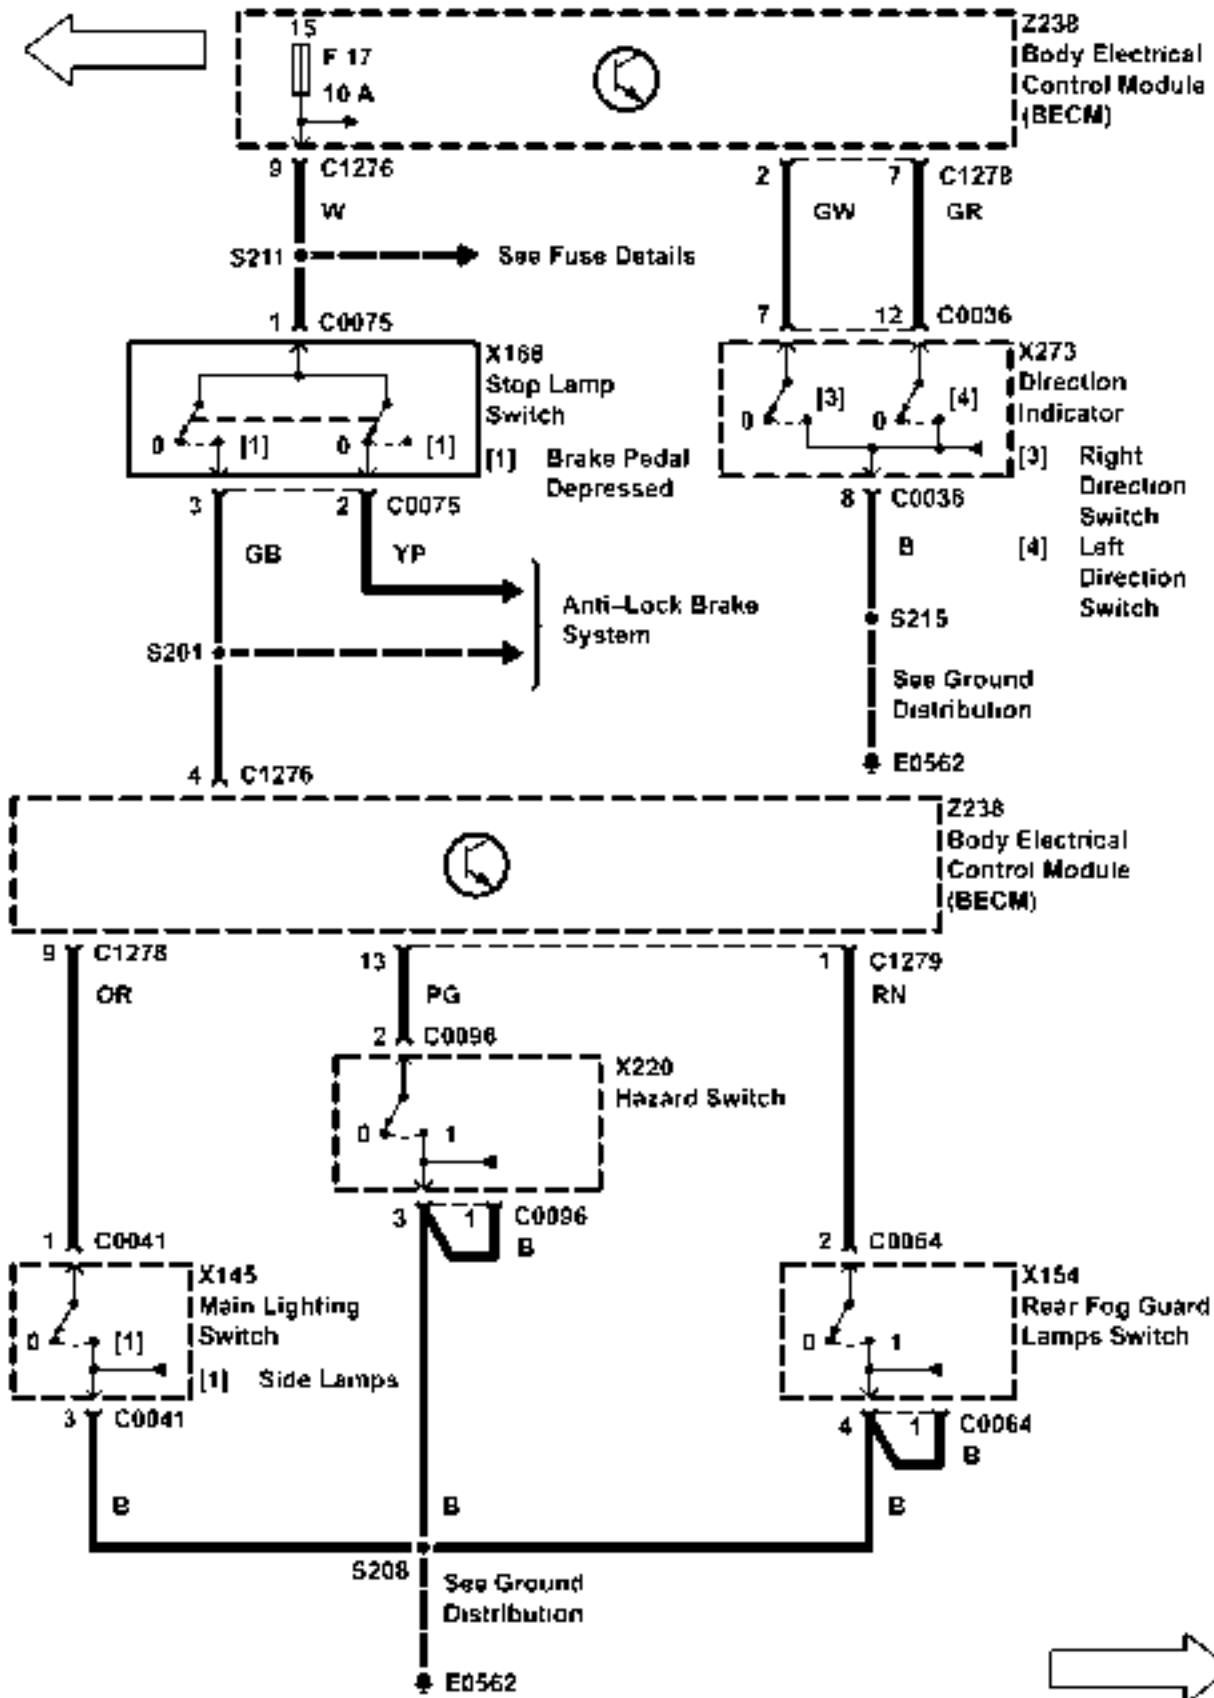 15
F 17
10 A
Z238
Body Electrical
Control Module
(BECM)
9 C1276
2 7 C1278
W
GW GR
S211
See Fuse Details
1 C0075
7 12 C0036
X168
Stop Lamp
Switch
0 [1] 0 [1]
[1] Brake Pedal
Depressed
X273
Direction
Indicator
0 [3] 0 [4]
[3] Right
Direction
Switch
[4] Left
Direction
Switch
3 2 C0075
8 C0036
GB YP
B
Anti–Lock Brake
System
S201
S215
See Ground
Distribution
E0562
4 C1276
Z238
Body Electrical
Control Module
(BECM)
9 C1278
13 1 C1279
OR PG RN
2 C0096
X220
Hazard Switch
0 1
3 1 C0096
B
1 C0041
2 C0064
X145
Main Lighting
Switch
0 [1]
[1] Side Lamps
X154
Rear Fog Guard
Lamps Switch
0 1
3 C0041
4 1 C0064
B
B B B
S208
See Ground
Distribution
E0562